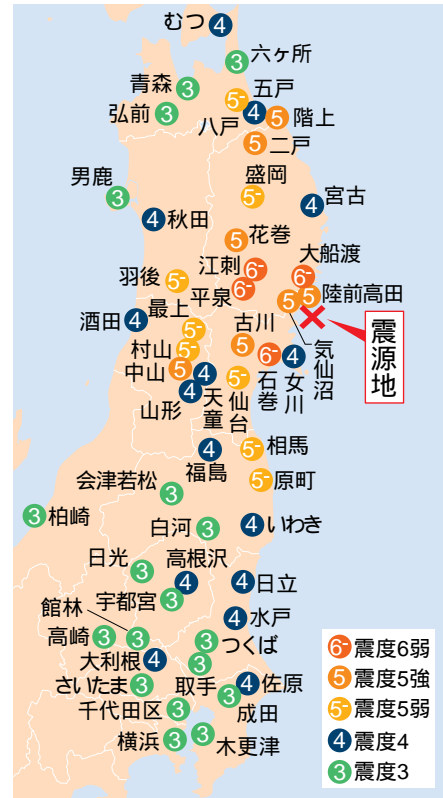 むつ 4
3 六ヶ所
青森 3
5- 五戸
弘前 3
八戸 4
5 階上
5 二戸
盛岡
5-
男鹿
3
4 宮古
4 秋田
花巻
5
大船渡
江刺 6-
6-
羽後 5-
平泉 6-
5 5 陸前高田
酒田 4
最上
5-
古川
5
震源地
村山 5-
中山 5
4
6- 4
気仙沼
石巻
女川
4
5-
山形
天童
仙台
4
福島
5- 相馬
5- 原町
会津若松
3
3 柏崎
白河 3
4 いわき
日光
3
高根沢
4
4 日立
宇都宮 3
館林
4 水戸
高崎 3 3
3 つくば
大利根 4
3
取手
さいたま 3
4 佐原
3
成田
千代田区 3
横浜 3
3
木更津
6- 震度6弱
5 震度5強
5- 震度5弱
4 震度4
3 震度3